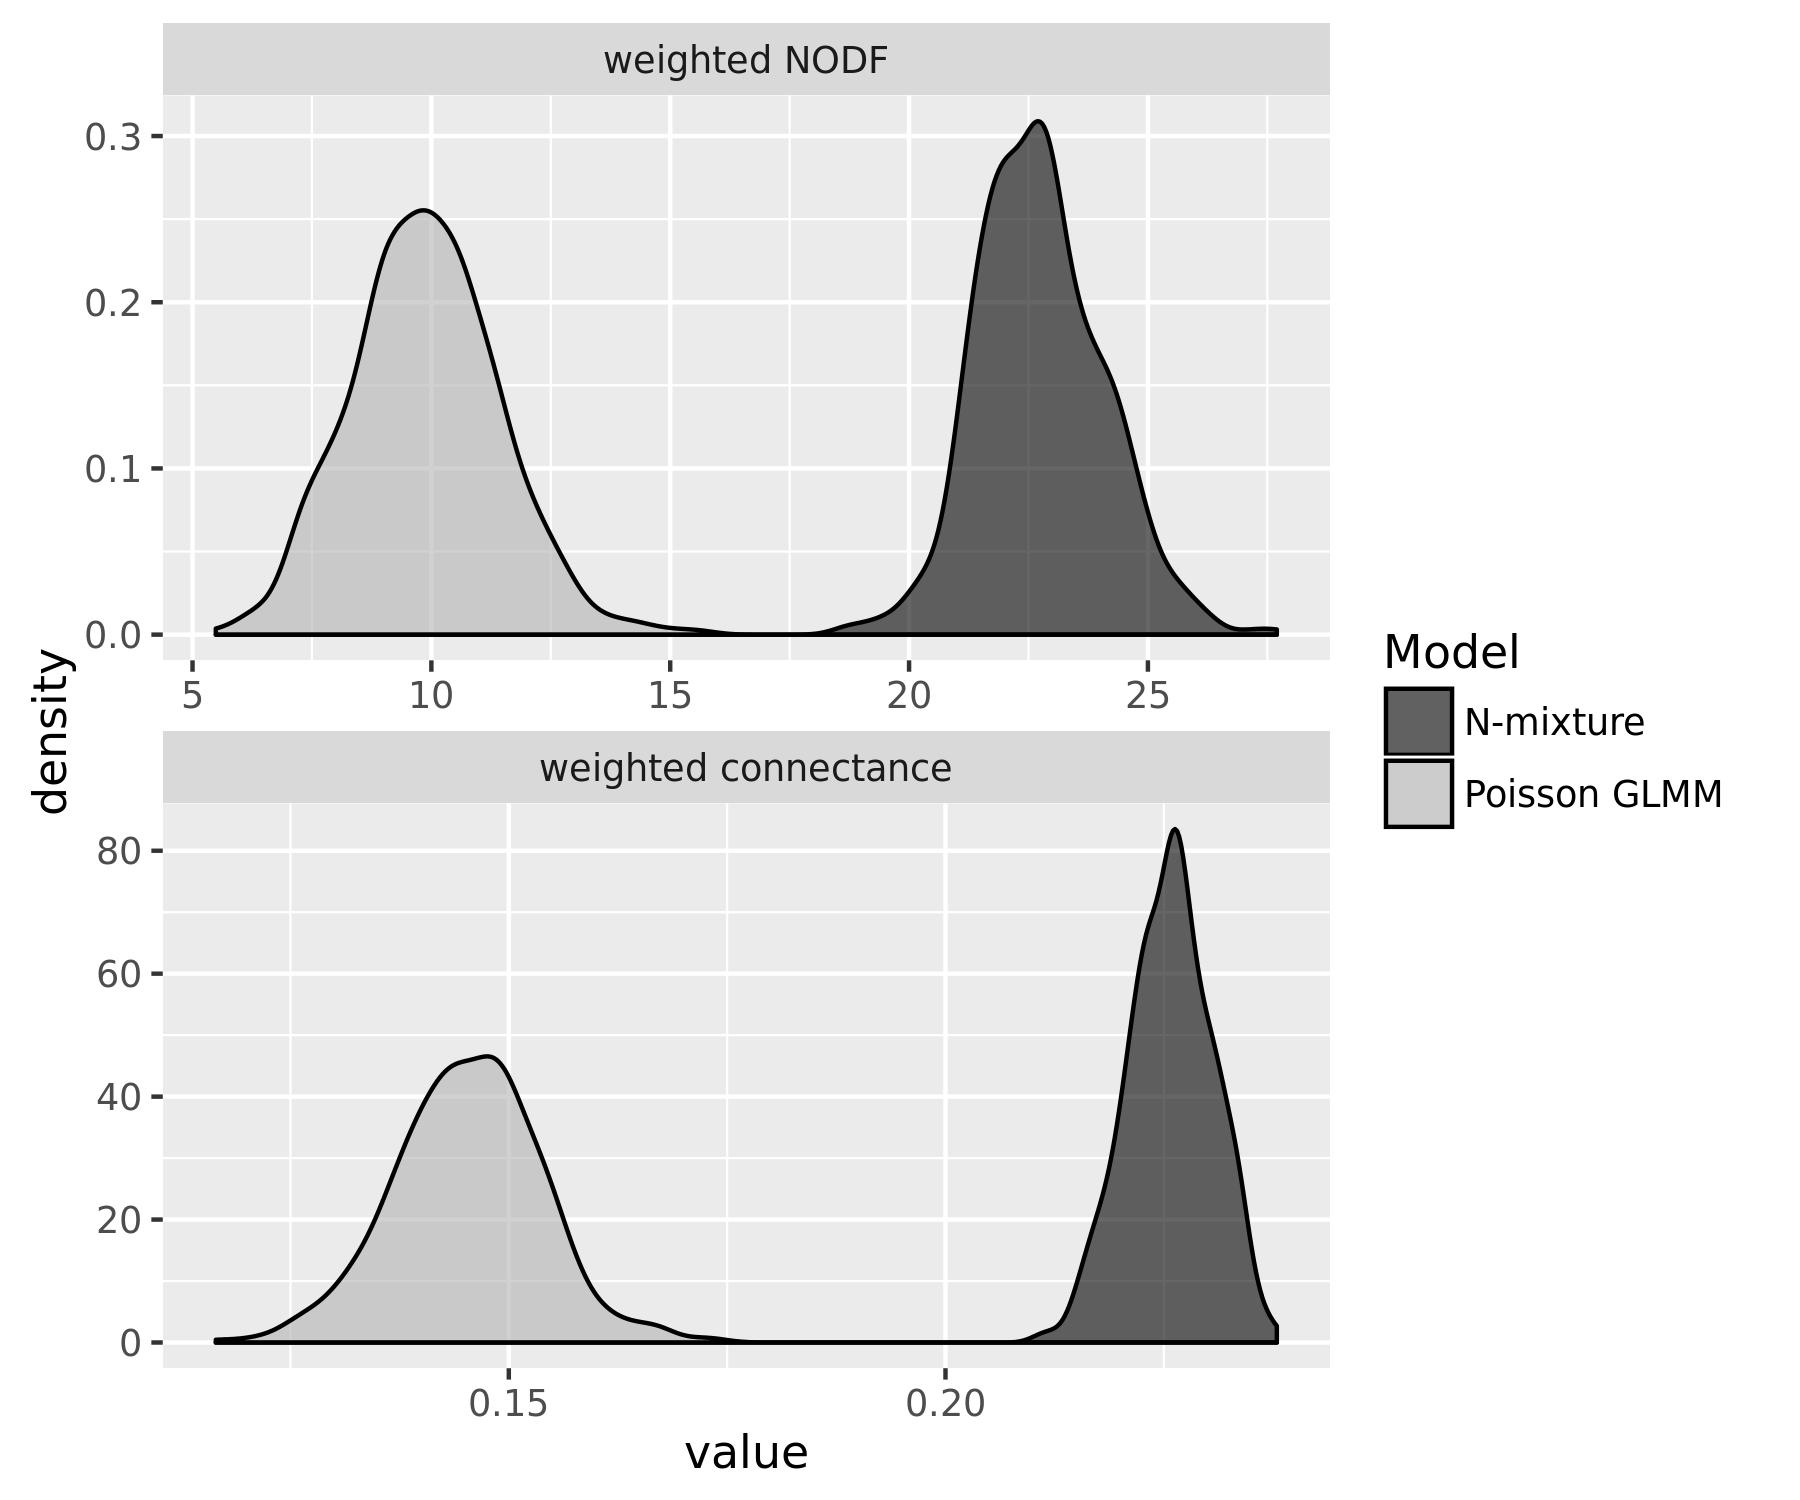 weighted NODF
0.3
0.2
0.1
0.0
5 10 15 20 25
weighted connectance
80
60
40
20
0
0.15 0.20
value
density
Model
N-mixture
Poisson GLMM